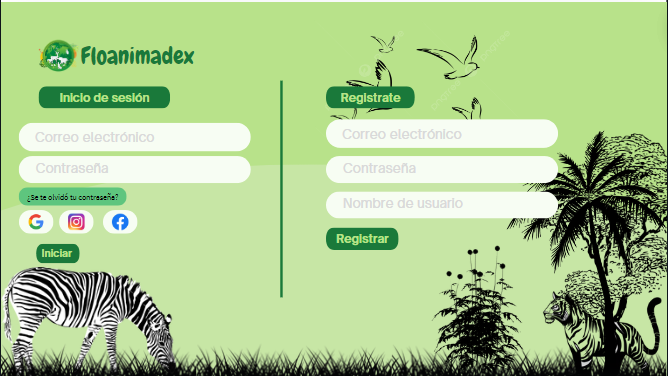 Floanimadex
Inicio de sesión
Correo electrónico
Contraseña
¿Se te olvidó tu contraseña?
Iniciar
Registrate
Correo electrónico
Contraseña
Nombre de usuario
Registrar